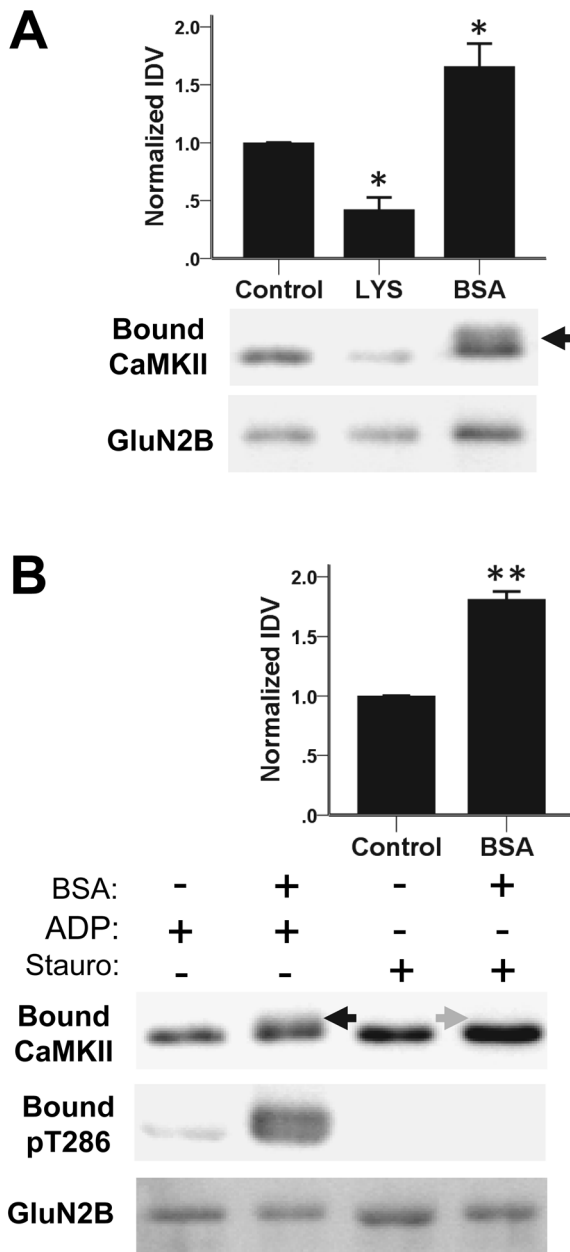 A
Normalized IDV
2.0
1.5
1.0
.5
.0
*
*
Control LYS BSA
Bound
CaMKII
GluN2B
B
Normalized IDV
2.0
1.5
1.0
.5
.0
**
Control BSA
BSA: - + - +
ADP: + + - -
Stauro: - - + +
Bound
CaMKII
Bound
pT286
GluN2B